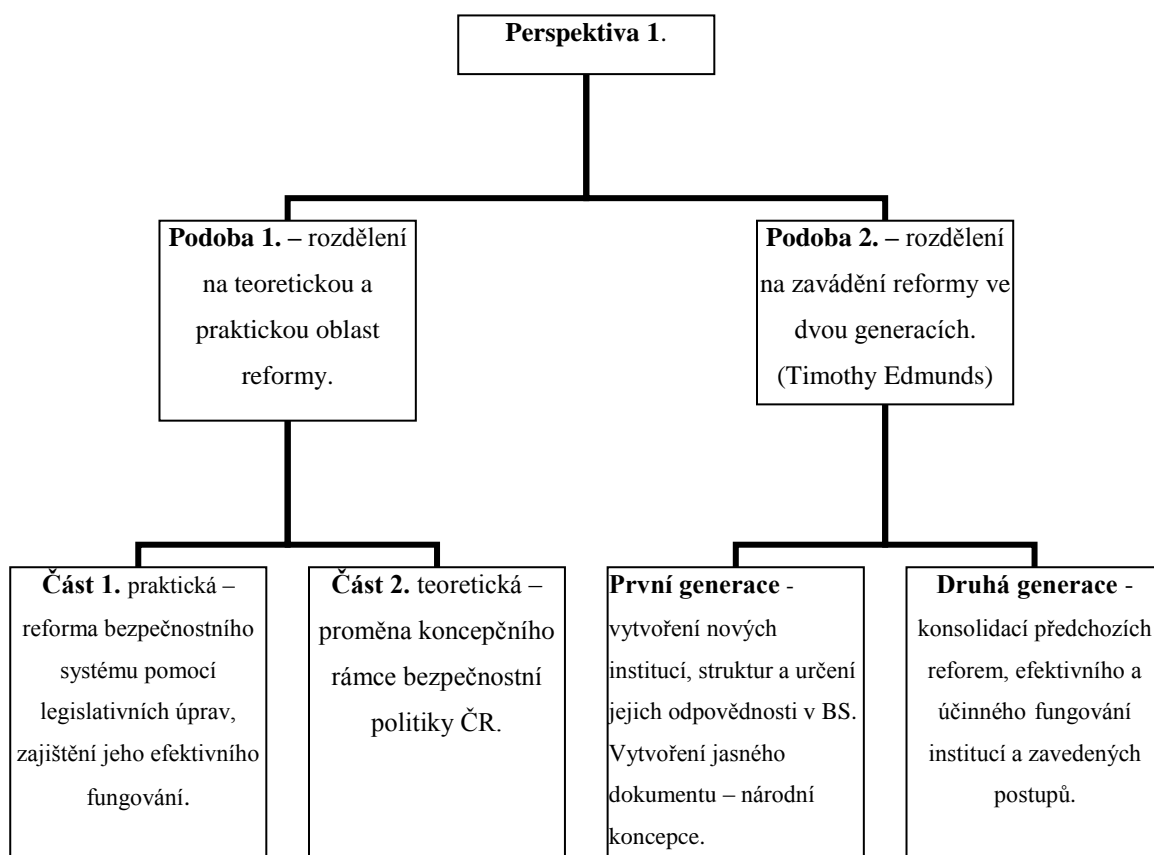 Perspektiva 1.
Podoba 1. – rozdělení
na teoretickou a
praktickou oblast
reformy.
Podoba 2. – rozdělení
na zavádění reformy ve
dvou generacích.
(Timothy Edmunds)
Část 1. praktická –
reforma bezpečnostního
systému pomocí
legislativních úprav,
zajištění jeho efektivního
fungování.
Část 2. teoretická –
proměna koncepčního
rámce bezpečnostní
politiky ČR.
První generace -
vytvoření nových
institucí, struktur a určení
jejich odpovědnosti v BS.
Vytvoření jasného
dokumentu – národní
koncepce.
Druhá generace -
konsolidací předchozích
reforem, efektivního a
účinného fungování
institucí a zavedených
postupů.